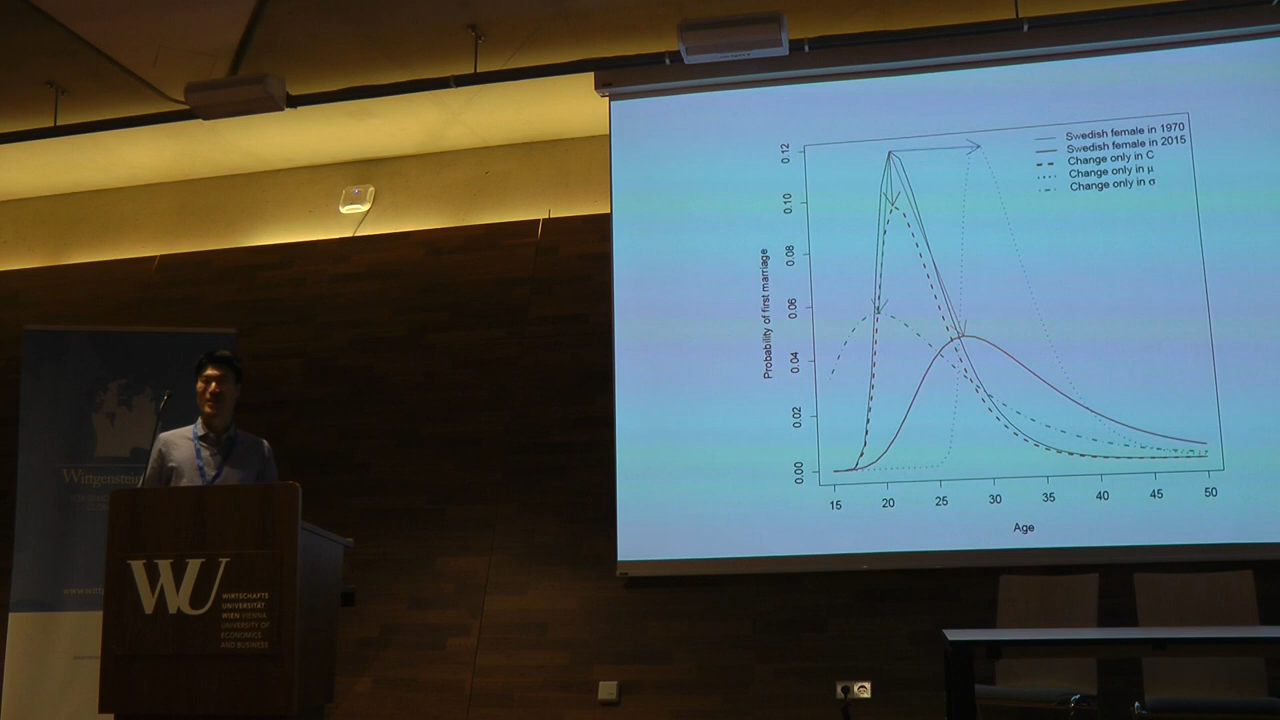 Swedish female in 1970
Swedish female in 2015
Change only in C
Change only in μ
Change only in σ
Probability of first marriage
0.12
0.10
0.08
0.06
0.04
0.02
0.00
15 20 25 30 35 40 45 50
Age
Wittgenstein
WU
WIRTSCHAFTS
UNIVERSITÄT
WIEN VIENNA
UNIVERSITY OF
ECONOMICS
AND BUSINESS